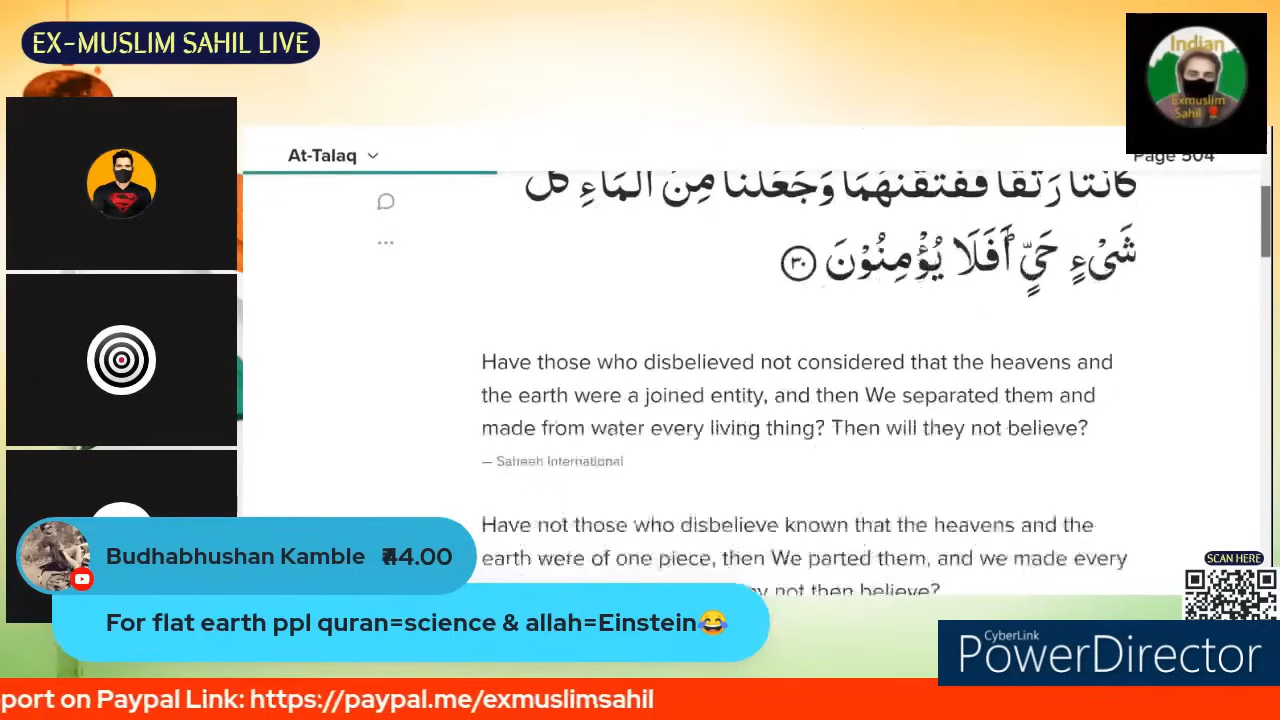 EX-MUSLIM SAHIL LIVE
Indian
Exmuslim
Sahil
At-Talaq
Page 504
كَانَتَا رَتْقًا فَفَتَقْنٰهُمَا وَجَعَلْنَا مِنَ الْمَآءِ كُلَّ
شَیْءٍ حَیٍّ اَفَلَا یُؤْمِنُوْنَ ۟۳۰
Have those who disbelieved not considered that the heavens and
the earth were a joined entity, and then We separated them and
made from water every living thing? Then will they not believe?
— Saheeh International
Have not those who disbelieve known that the heavens and the
earth were of one piece, then We parted them, and we made every
not then believe?
Budhabhushan Kamble ₹44.00
For flat earth ppl quran=science & allah=Einstein😂
SCAN HERE
CyberLink
PowerDirector
port on Paypal Link: https://paypal.me/exmuslimsahil